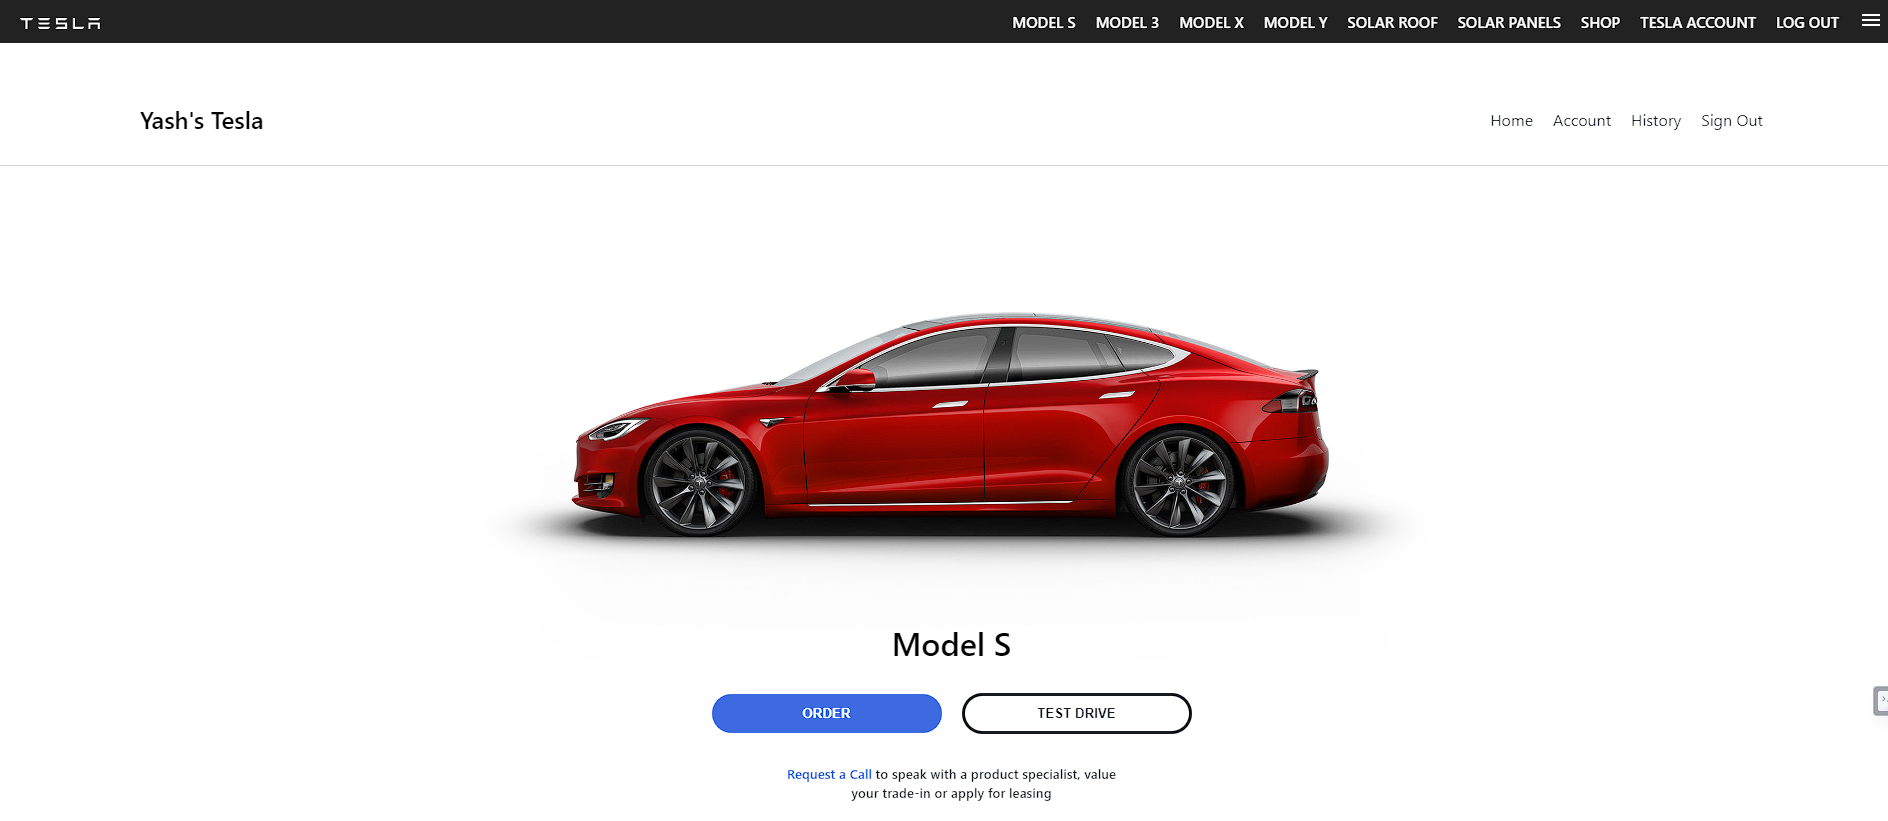 TESLA MODEL S MODEL 3 MODEL X MODEL Y SOLAR ROOF SOLAR PANELS SHOP TESLA ACCOUNT LOG OUT
Yash's Tesla Home Account History Sign Out
Model S
ORDER TEST DRIVE
Request a Call to speak with a product specialist, value
your trade-in or apply for leasing